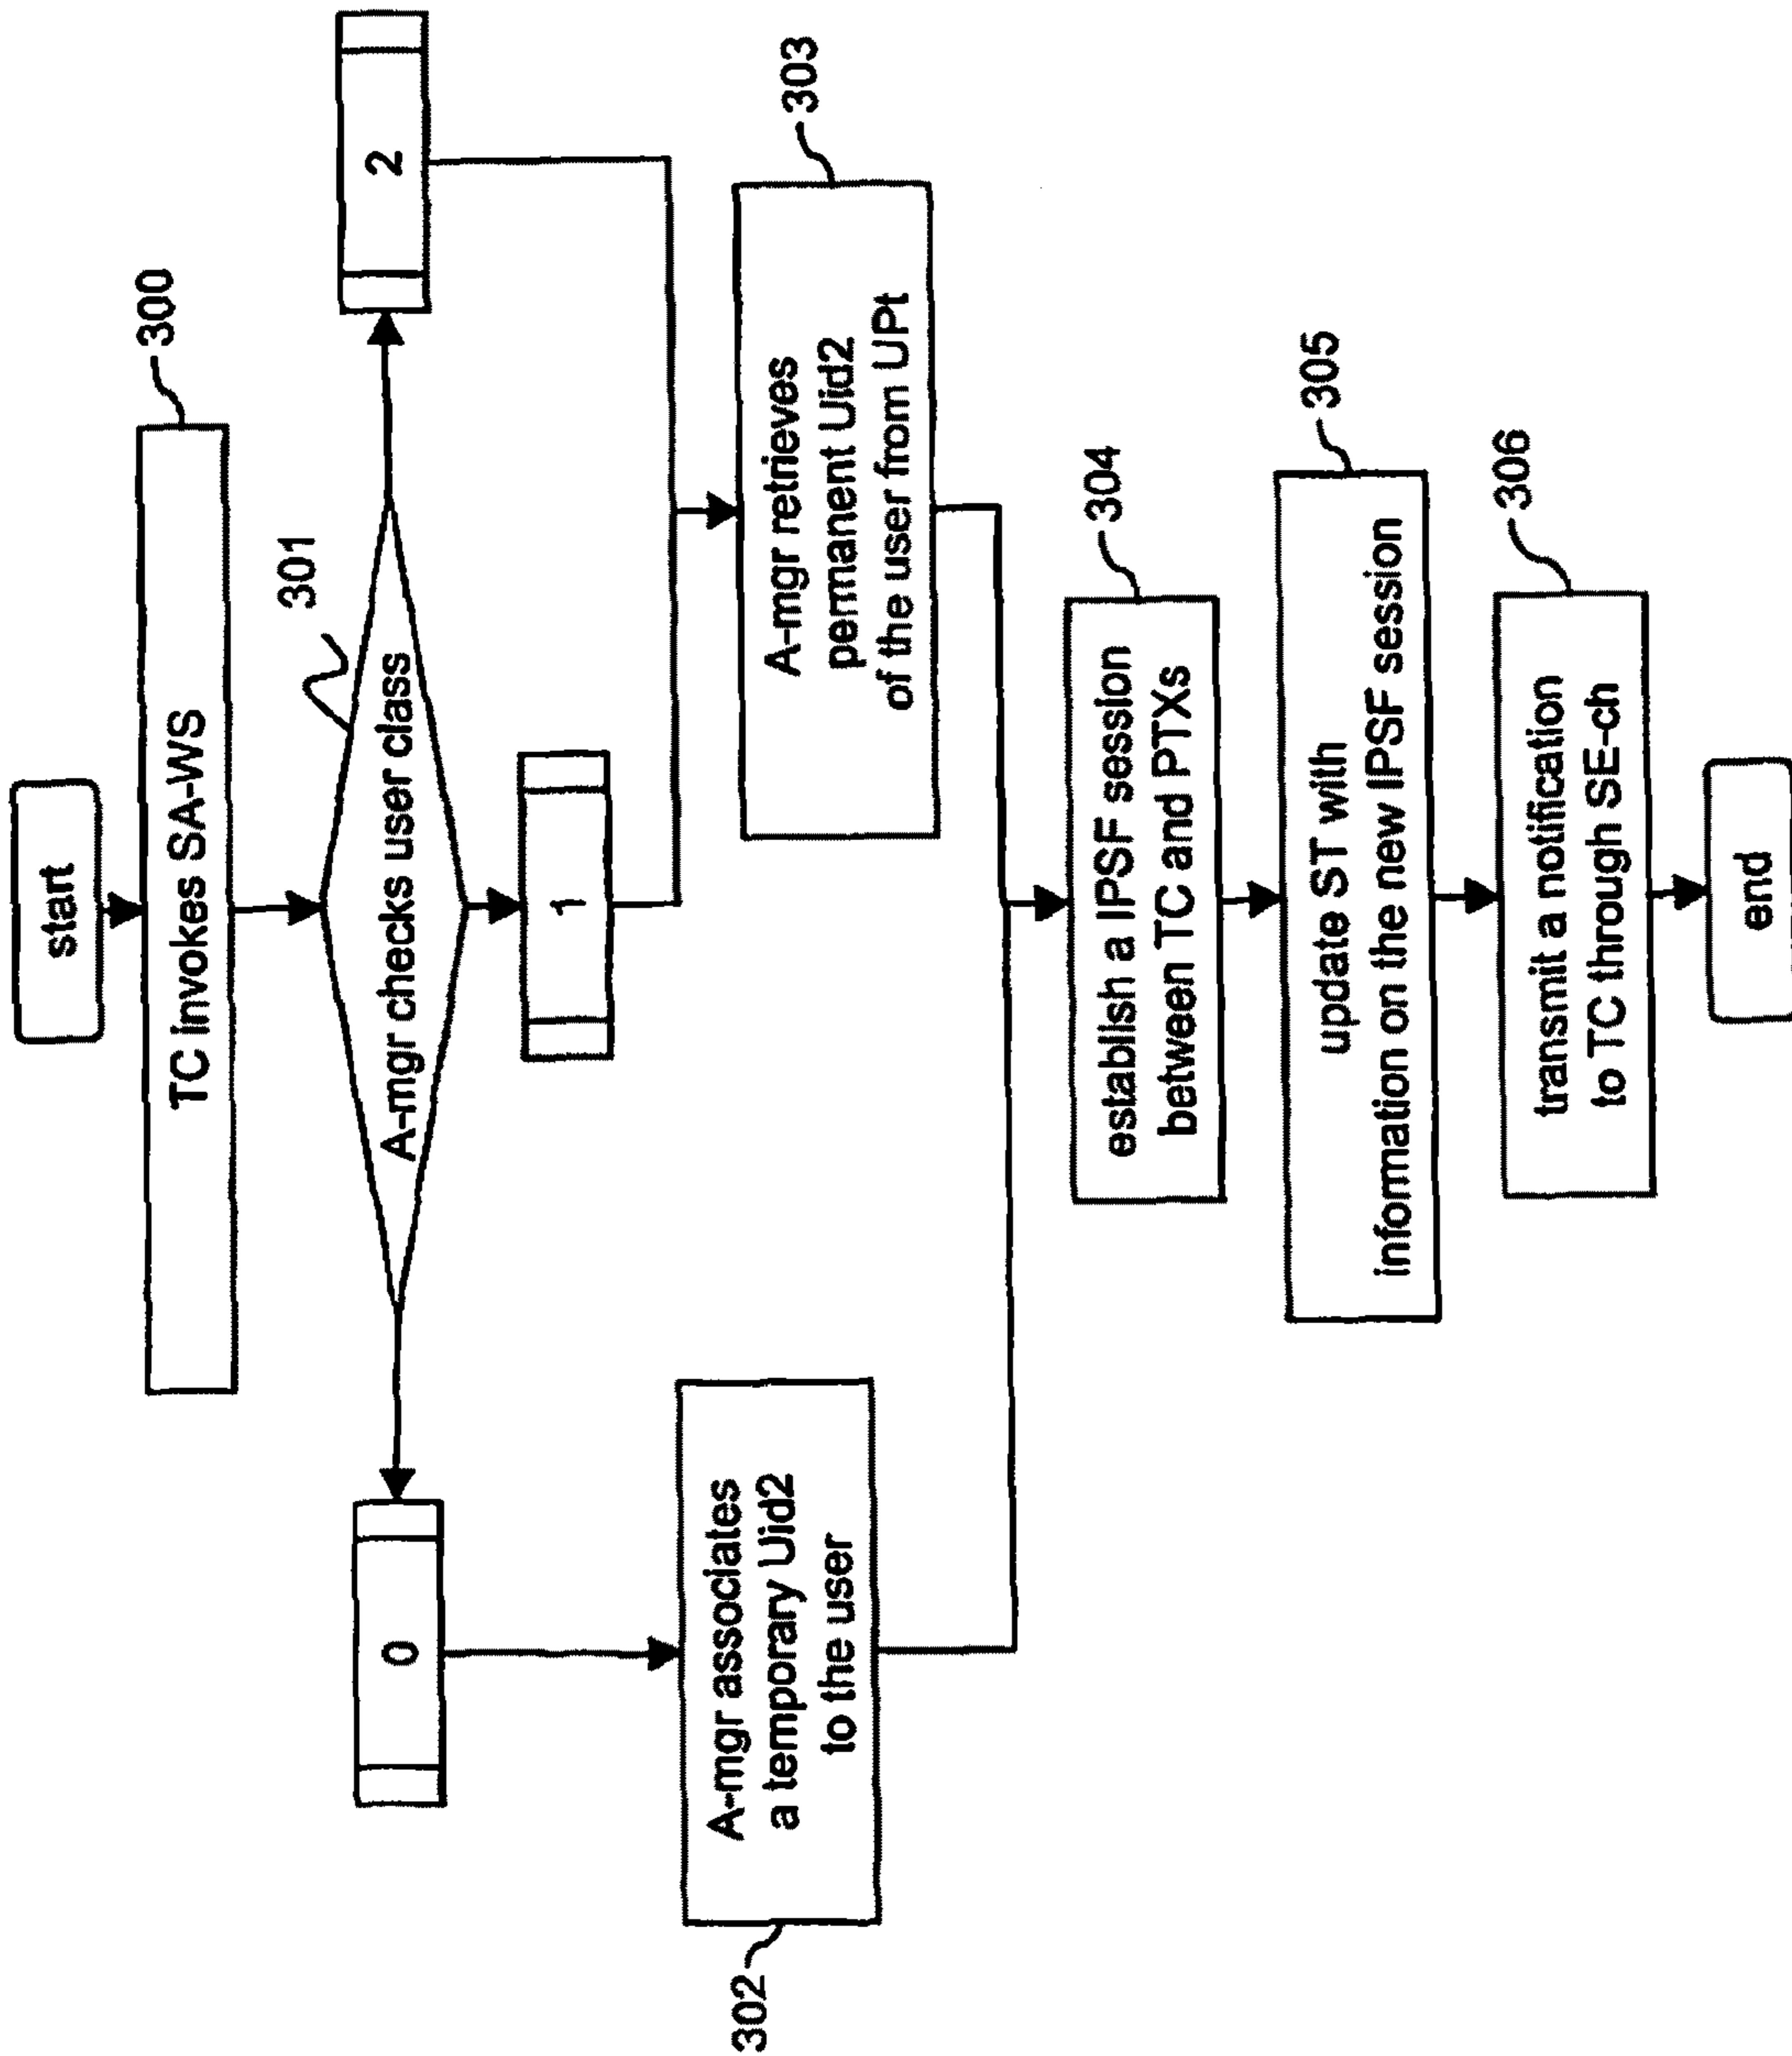 start
300
TC invokes SA-WS
301
A-mgr checks user class
0
1
2
302
A-mgr associates
a temporary Uid2
to the user
303
A-mgr retrieves
permanent Uid2
of the user from UPt
304
establish a IPSF session
between TC and PTXs
305
update ST with
information on the new IPSF session
306
transmit a notification
to TC through SE-ch
end